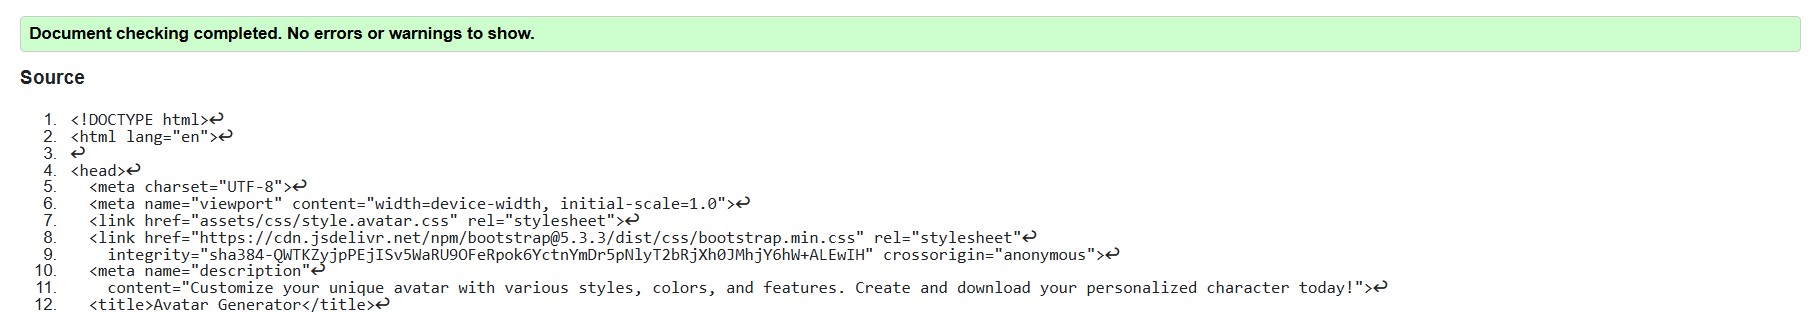 Document checking completed. No errors or warnings to show.
Source
1. <!DOCTYPE html>↩
2. <html lang="en">↩
3. ↩
4. <head>↩
5. <meta charset="UTF-8">↩
6. <meta name="viewport" content="width=device-width, initial-scale=1.0">↩
7. <link href="assets/css/style.avatar.css" rel="stylesheet">↩
8. <link href="https://cdn.jsdelivr.net/npm/bootstrap@5.3.3/dist/css/bootstrap.min.css" rel="stylesheet"↩
9. integrity="sha384-QWTKZyjpPEjISv5WaRU9OFeRpok6YctnYmDr5pNlyT2bRjXh0JMhjY6hW+ALEwIH" crossorigin="anonymous">↩
10. <meta name="description"↩
11. content="Customize your unique avatar with various styles, colors, and features. Create and download your personalized character today!">↩
12. <title>Avatar Generator</title>↩